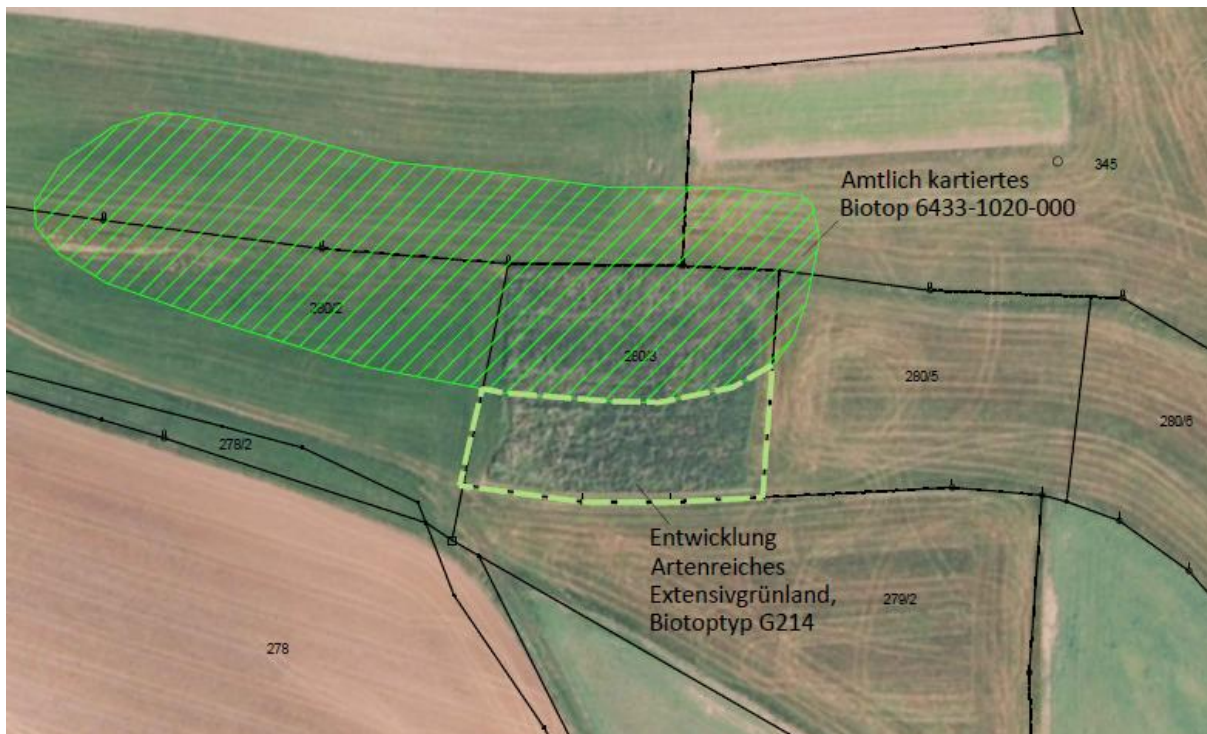 345
Amtlich kartiertes
Biotop 6433-1020-000
280/2
280/3
280/5
280/6
278/2
Entwicklung
Artenreiches
Extensivgrünland,
Biotoptyp G214
279/2
278